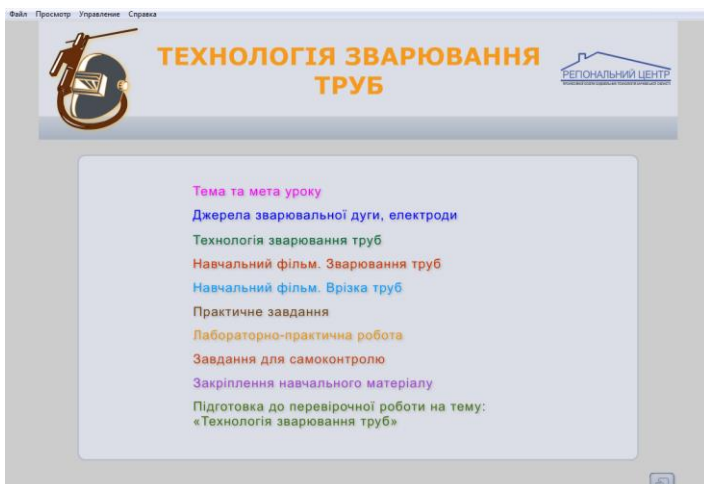 Файл Просмотр Управление Справка
ТЕХНОЛОГІЯ ЗВАРЮВАННЯ
ТРУБ
РЕГІОНАЛЬНИЙ ЦЕНТР
Тема та мета уроку
Джерела зварювальної дуги, електроди
Технологія зварювання труб
Навчальний фільм. Зварювання труб
Навчальний фільм. Врізка труб
Практичне завдання
Лабораторно-практична робота
Завдання для самоконтролю
Закріплення навчального матеріалу
Підготовка до перевірочної роботи на тему:
«Технологія зварювання труб»